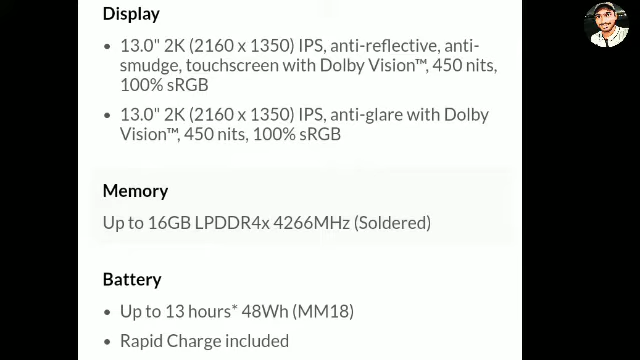 Display
• 13.0" 2K (2160 x 1350) IPS, anti-reflective, anti-
smudge, touchscreen with Dolby Vision™, 450 nits,
100% sRGB
• 13.0" 2K (2160 x 1350) IPS, anti-glare with Dolby
Vision™, 450 nits, 100% sRGB
Memory
Up to 16GB LPDDR4x 4266MHz (Soldered)
Battery
• Up to 13 hours* 48Wh (MM18)
• Rapid Charge included